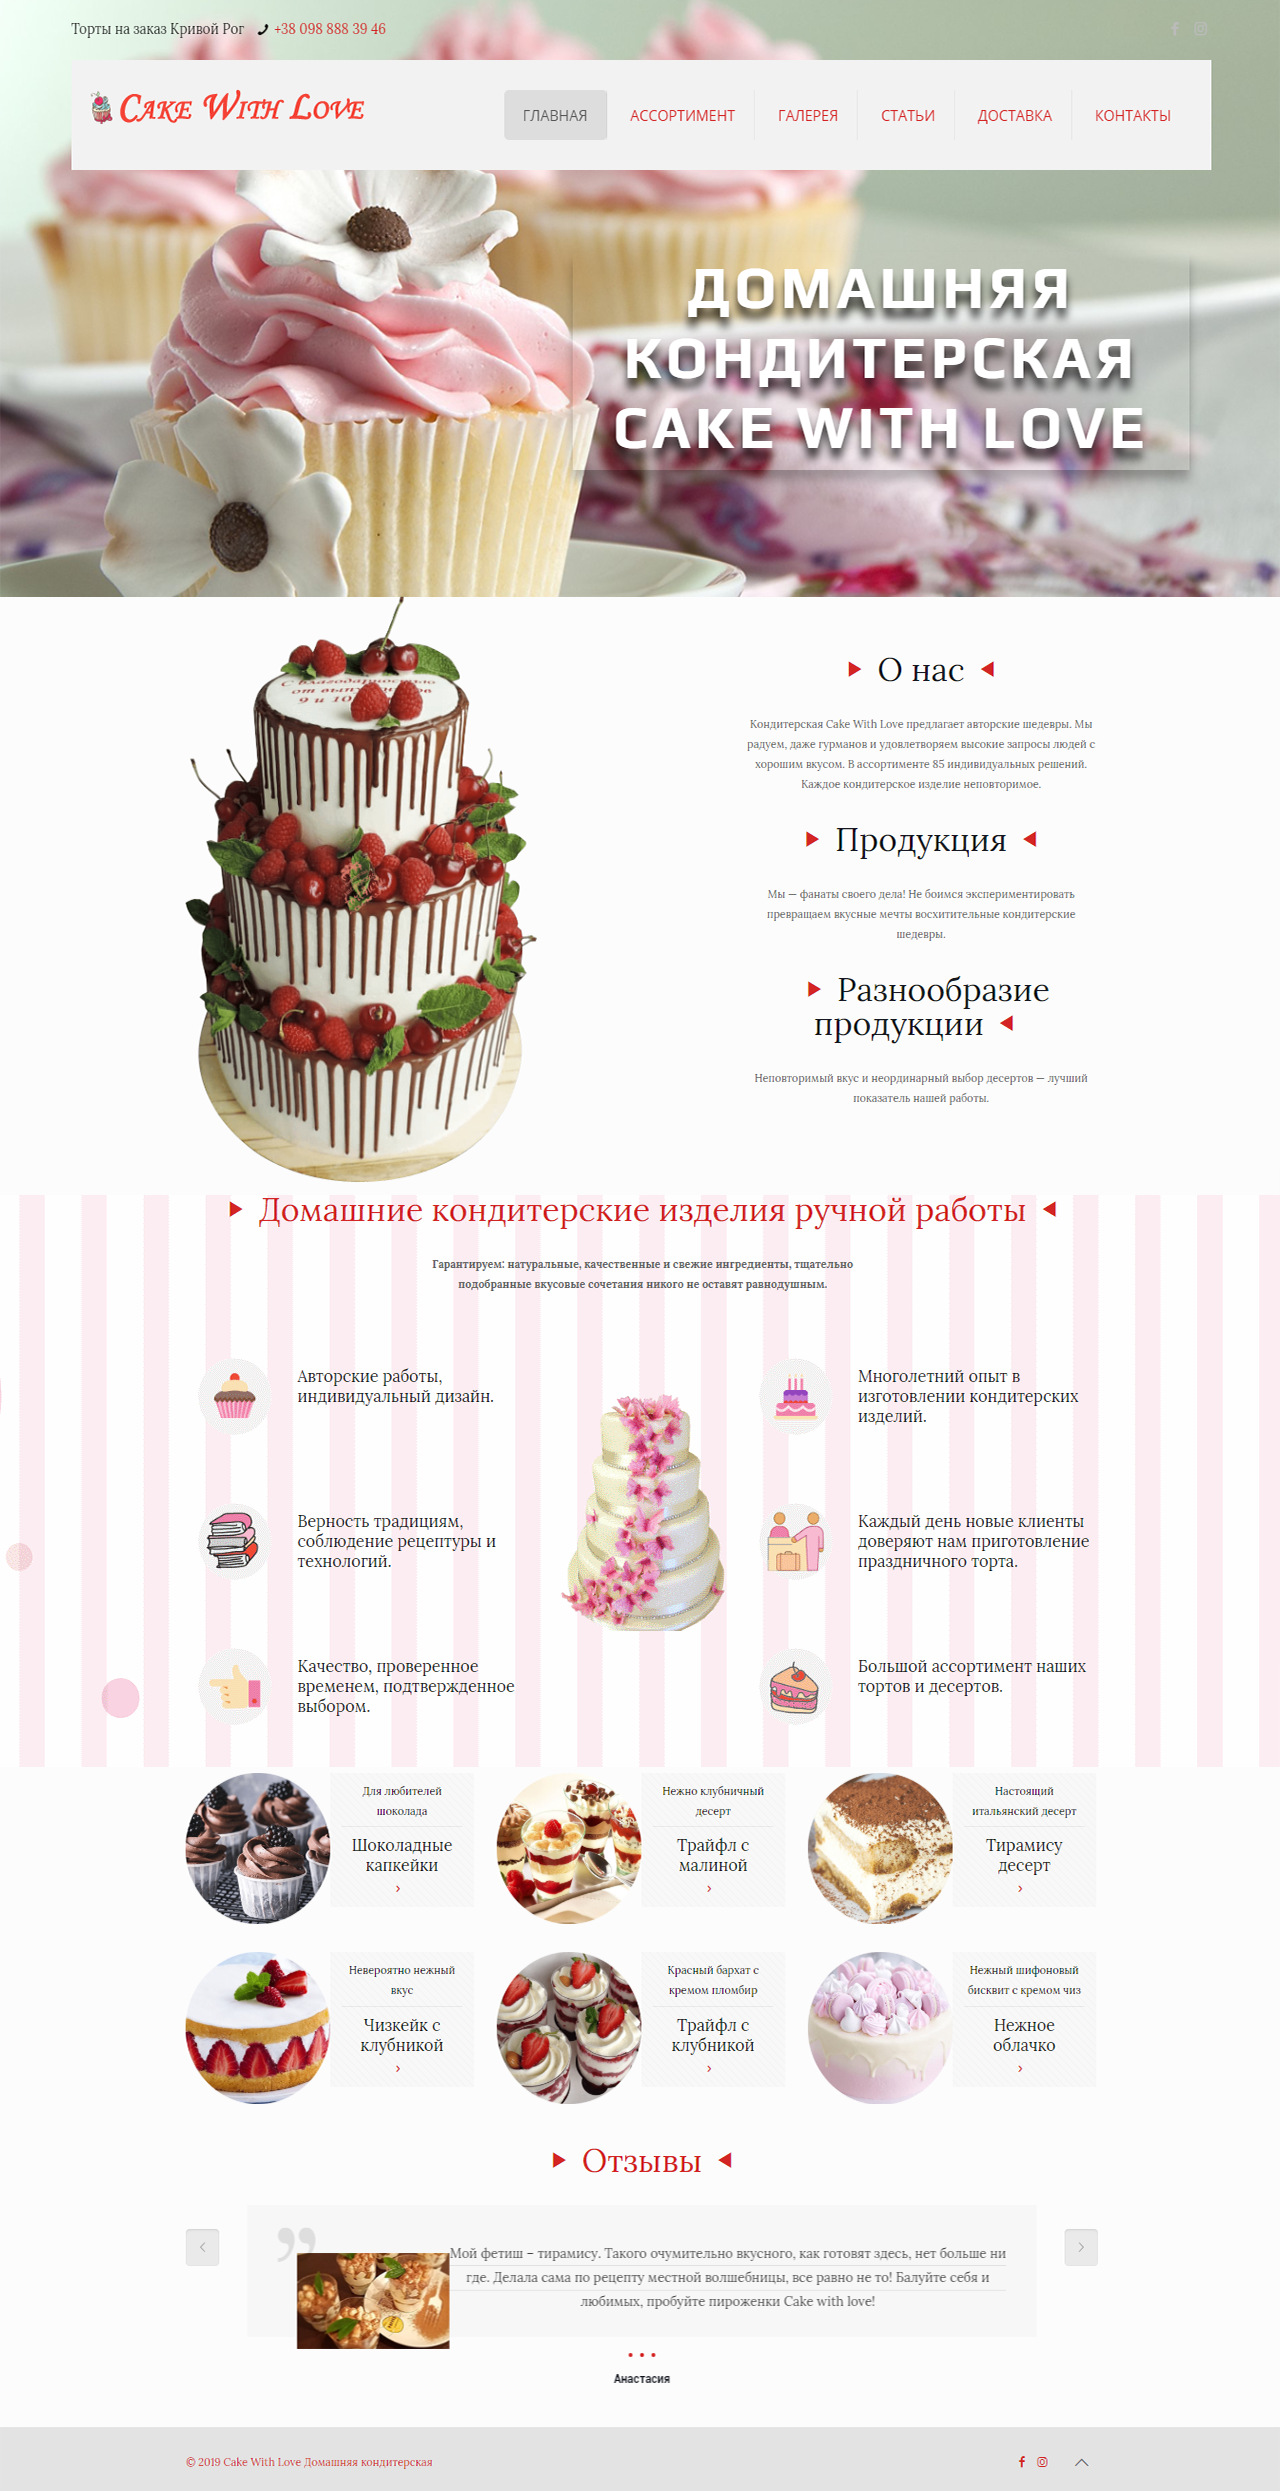 Торты на заказ Кривой Рог +38 098 888 39 46
Cake With Love
ГЛАВНАЯ
АССОРТИМЕНТ
ГАЛЕРЕЯ
СТАТЬИ
ДОСТАВКА
КОНТАКТЫ
ДОМАШНЯЯ
КОНДИТЕРСКАЯ
CAKE WITH LOVE
О нас
Кондитерская Cake With Love предлагает авторские шедевры. Мы
радуем, даже гурманов и удовлетворяем высокие запросы людей с
хорошим вкусом. В ассортименте 85 индивидуальных решений.
Каждое кондитерское изделие неповторимое.
Продукция
Мы — фанаты своего дела! Не боимся экспериментировать
превращаем вкусные мечты восхитительные кондитерские
шедевры.
Разнообразие
продукции
Неповторимый вкус и неординарный выбор десертов — лучший
показатель нашей работы.
Домашние кондитерские изделия ручной работы
Гарантируем: натуральные, качественные и свежие ингредиенты, тщательно
подобранные вкусовые сочетания никого не оставят равнодушным.
Авторские работы,
индивидуальный дизайн.
Верность традициям,
соблюдение рецептуры и
технологий.
Качество, проверенное
временем, подтвержденное
выбором.
Многолетний опыт в
изготовлении кондитерских
изделий.
Каждый день новые клиенты
доверяют нам приготовление
праздничного торта.
Большой ассортимент наших
тортов и десертов.
Для любителей
шоколада
Шоколадные
капкейки
Нежно клубничный
десерт
Трайфл с
малиной
Настоящий
итальянский десерт
Тирамису
десерт
Невероятно нежный
вкус
Чизкейк с
клубникой
Красный бархат с
кремом пломбир
Трайфл с
клубникой
Нежный шифоновый
бисквит с кремом чиз
Нежное
облачко
Отзывы
Мой фетиш – тирамису. Такого очумительно вкусного, как готовят здесь, нет больше ни
где. Делала сама по рецепту местной волшебницы, все равно не то! Балуйте себя и
любимых, пробуйте пироженки Cake with love!
Анастасия
© 2019 Cake With Love Домашняя кондитерская